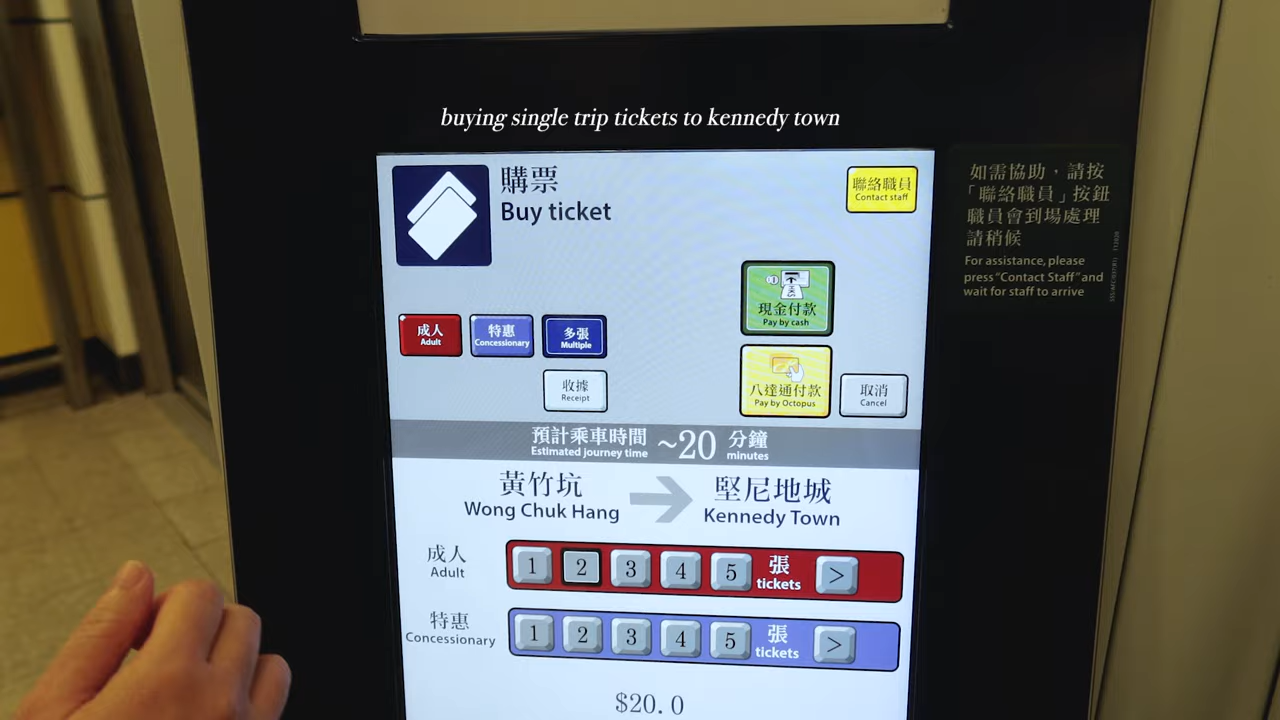 buying single trip tickets to kennedy town
購票
Buy ticket
聯絡職員
Contact staff
如需協助，請按
「聯絡職員」按鈕
職員會到場處理
請稍候
For assistance, please
press "Contact Staff" and
wait for staff to arrive
現金付款
Pay by cash
成人
Adult
特惠
Concessionary
多張
Multiple
收據
Receipt
八達通付款
Pay by Octopus
取消
Cancel
預計乘車時間 ~20 分鐘
Estimated journey time minutes
黃竹坑 堅尼地城
Wong Chuk Hang Kennedy Town
成人
Adult
1 2 3 4 5 張 >
tickets
特惠
Concessionary
1 2 3 4 5 張 >
tickets
$20.0